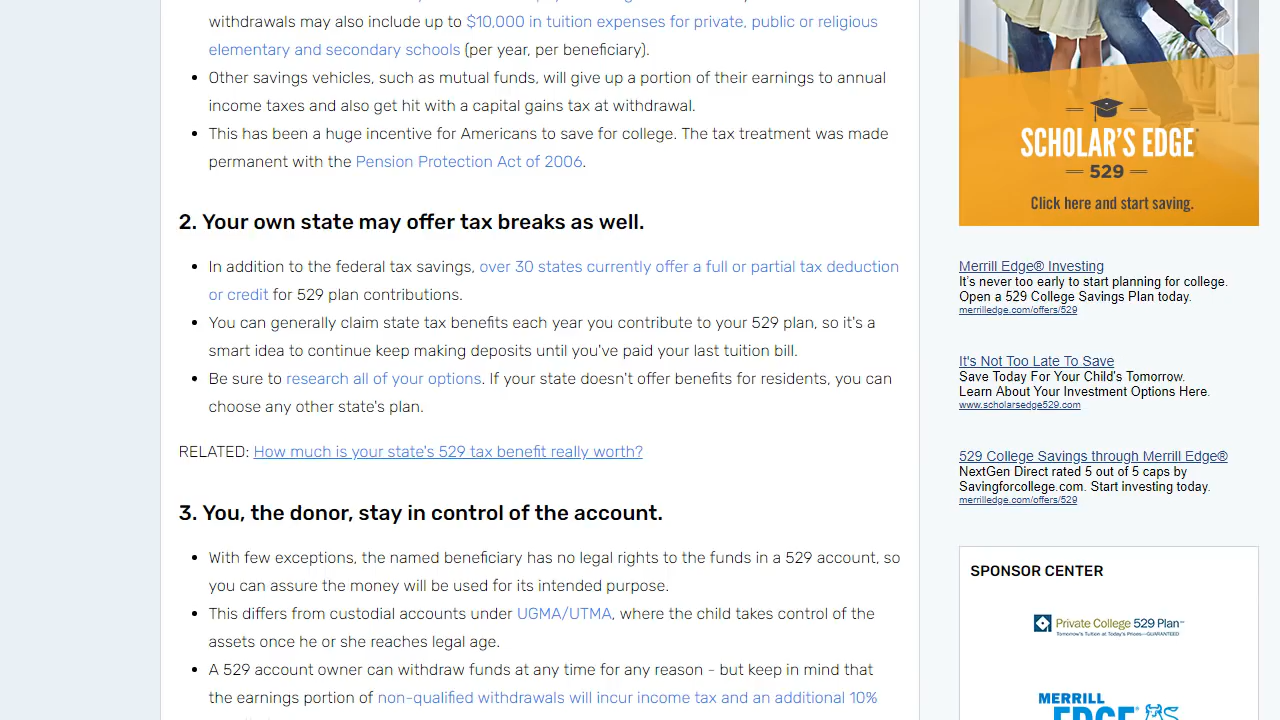 withdrawals may also include up to $10,000 in tuition expenses for private, public or religious
elementary and secondary schools (per year, per beneficiary).
Other savings vehicles, such as mutual funds, will give up a portion of their earnings to annual
income taxes and also get hit with a capital gains tax at withdrawal.
This has been a huge incentive for Americans to save for college. The tax treatment was made
permanent with the Pension Protection Act of 2006.
2. Your own state may offer tax breaks as well.
In addition to the federal tax savings, over 30 states currently offer a full or partial tax deduction
or credit for 529 plan contributions.
You can generally claim state tax benefits each year you contribute to your 529 plan, so it's a
smart idea to continue keep making deposits until you've paid your last tuition bill.
Be sure to research all of your options. If your state doesn't offer benefits for residents, you can
choose any other state's plan.
RELATED: How much is your state's 529 tax benefit really worth?
3. You, the donor, stay in control of the account.
With few exceptions, the named beneficiary has no legal rights to the funds in a 529 account, so
you can assure the money will be used for its intended purpose.
This differs from custodial accounts under UGMA/UTMA, where the child takes control of the
assets once he or she reaches legal age.
A 529 account owner can withdraw funds at any time for any reason - but keep in mind that
the earnings portion of non-qualified withdrawals will incur income tax and an additional 10%
SCHOLAR'S EDGE
529
Click here and start saving.
Merrill Edge® Investing
It's never too early to start planning for college.
Open a 529 College Savings Plan today.
merrilledge.com/offers/529
It's Not Too Late To Save
Save Today For Your Child's Tomorrow.
Learn About Your Investment Options Here.
www.scholarsedge529.com
529 College Savings through Merrill Edge®
NextGen Direct rated 5 out of 5 caps by
Savingforcollege.com. Start investing today.
merrilledge.com/offers/529
SPONSOR CENTER
Private College 529 Plan℠
Tomorrow's Tuition at Today's Prices—GUARANTEED
MERRILL
EDGE®